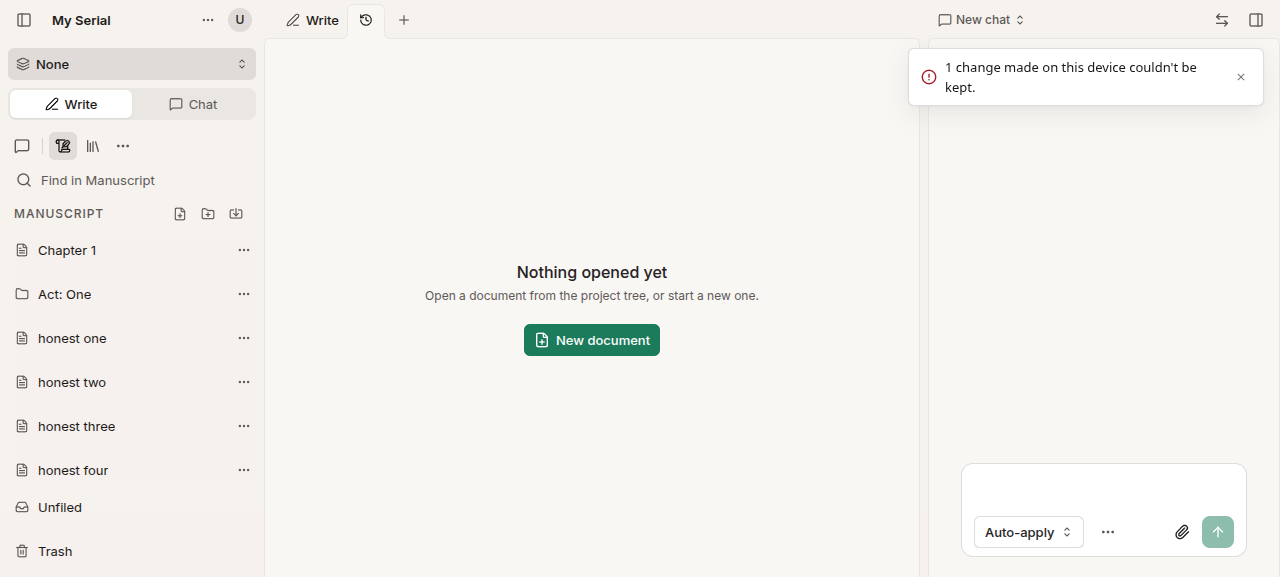 My Serial
U
Write
New chat
None
1 change made on this device couldn't be
kept.
Write
Chat
Find in Manuscript
MANUSCRIPT
Chapter 1
Act: One
honest one
honest two
honest three
honest four
Unfiled
Trash
Nothing opened yet
Open a document from the project tree, or start a new one.
New document
Auto-apply